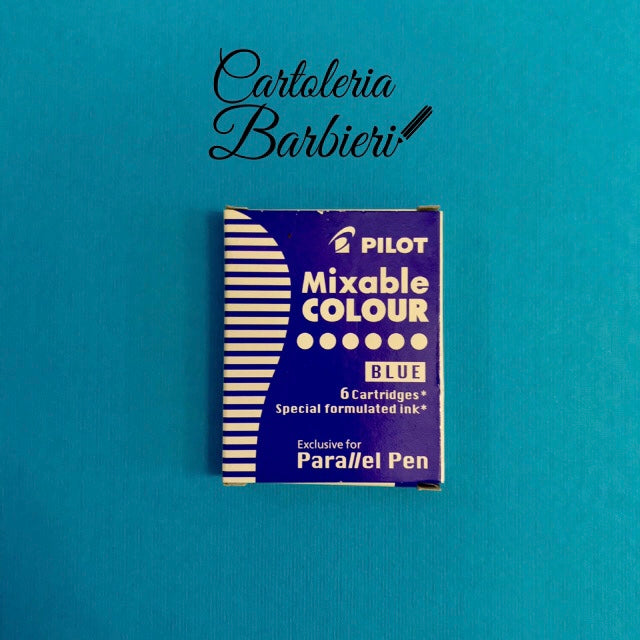 Cartoleria
Barbieri
PILOT
Mixable
COLOUR
BLUE
6 Cartridges*
Special formulated ink*
Exclusive for
Parallel Pen